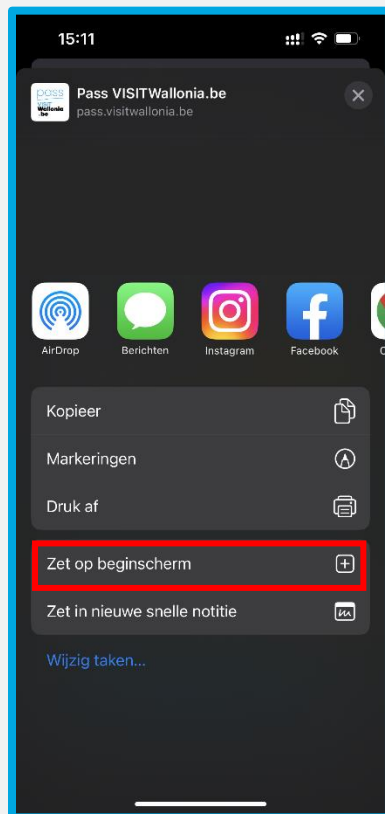 15:11
pass
VISIT
Wallonia
.be
Pass VISITWallonia.be
pass.visitwallonia.be
AirDrop
Berichten
Instagram
Facebook
Kopieer
Markeringen
Druk af
Zet op beginscherm
Zet in nieuwe snelle notitie
Wijzig taken...